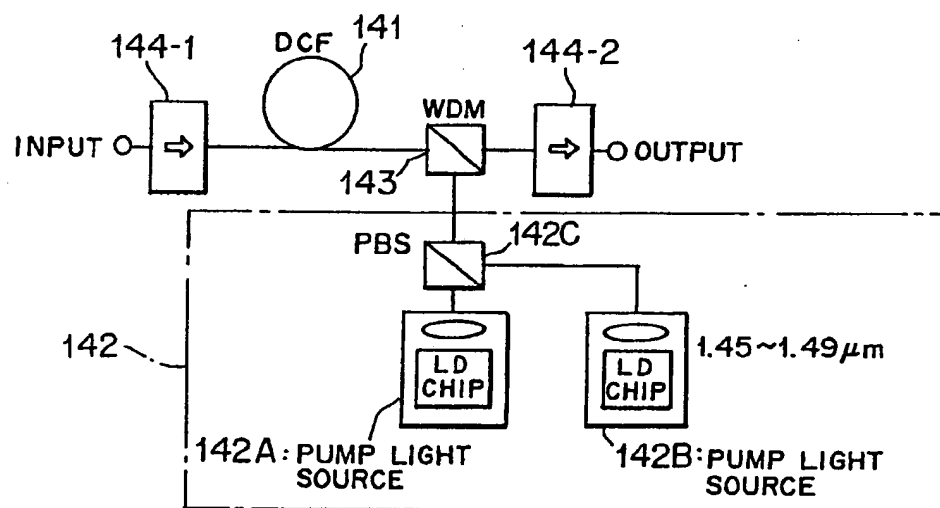 144-1
DCF
141
144-2
WDM
INPUT
OUTPUT
143
PBS
142C
142
1.45~1.49μm
LD
CHIP
LD
CHIP
142A: PUMP LIGHT
SOURCE
142B: PUMP LIGHT
SOURCE